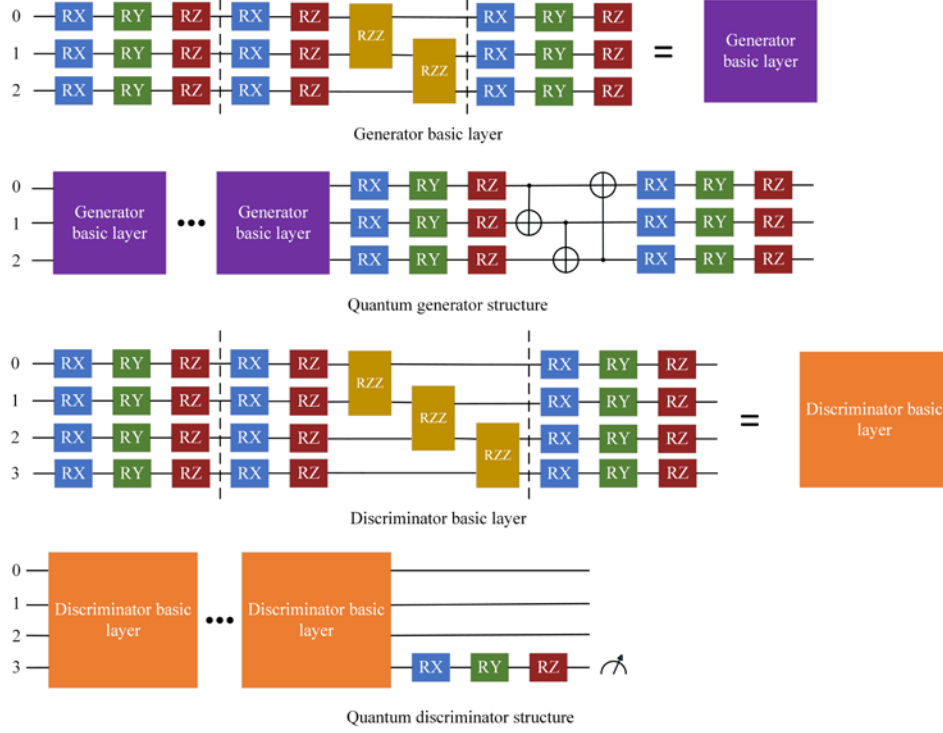 0 RX RY RZ RX RZ RZZ RX RY RZ
1 RX RY RZ RX RZ RZZ RX RY RZ = Generator basic layer
2 RX RY RZ RX RZ RX RY RZ
Generator basic layer
0 RX RY RZ RX RY RZ
1 Generator basic layer ••• Generator basic layer RX RY RZ RX RY RZ
2 RX RY RZ RX RY RZ
Quantum generator structure
0 RX RY RZ RX RZ RZZ RX RY RZ
1 RX RY RZ RX RZ RZZ RX RY RZ = Discriminator basic layer
2 RX RY RZ RX RZ RZZ RX RY RZ
3 RX RY RZ RX RZ RX RY RZ
Discriminator basic layer
0
1 Discriminator basic layer ••• Discriminator basic layer
2
3 RX RY RZ
Quantum discriminator structure